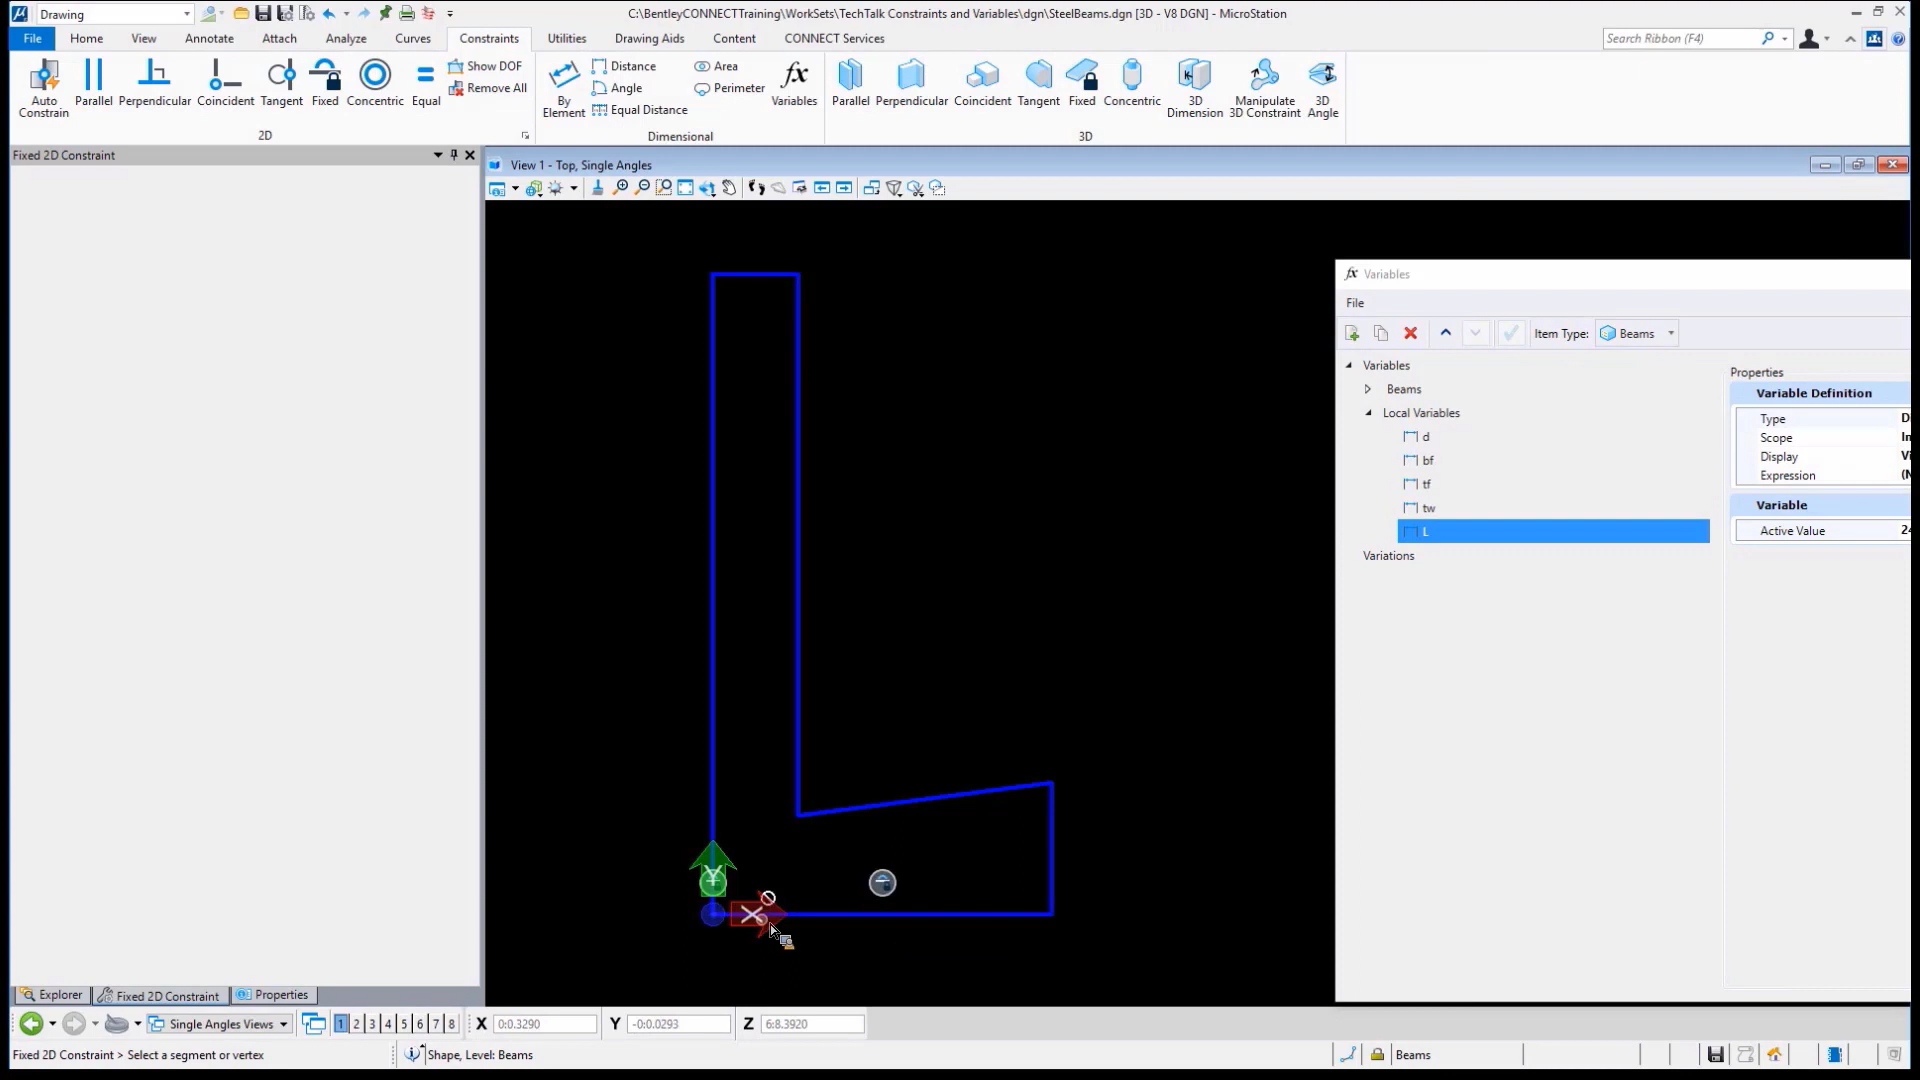 Drawing
C:\BentleyCONNECTTraining\WorkSets\TechTalk Constraints and Variables\dgn\SteelBeams.dgn [3D - V8 DGN] - MicroStation
File Home View Annotate Attach Analyze Curves Constraints Utilities Drawing Aids Content CONNECT Services
Search Ribbon (F4)
Auto Constrain
Parallel
Perpendicular
Coincident
Tangent
Fixed
Concentric
Equal
Show DOF
Remove All
2D
By Element
Distance
Angle
Equal Distance
Area
Perimeter
Variables
Dimensional
Parallel
Perpendicular
Coincident
Tangent
Fixed
Concentric
3D Dimension
Manipulate 3D Constraint
3D Angle
3D
Fixed 2D Constraint
View 1 - Top, Single Angles
fx Variables
File
Item Type: Beams
Variables
Beams
Local Variables
d
bf
tf
tw
L
Variations
Properties
Variable Definition
Type
Scope
Display
Expression
Variable
Active Value
Y
X
Explorer
Fixed 2D Constraint
Properties
Single Angles Views
1 2 3 4 5 6 7 8
X 0:0.3290 Y -0:0.0293 Z 6:8.3920
Fixed 2D Constraint > Select a segment or vertex
Shape, Level: Beams
Beams